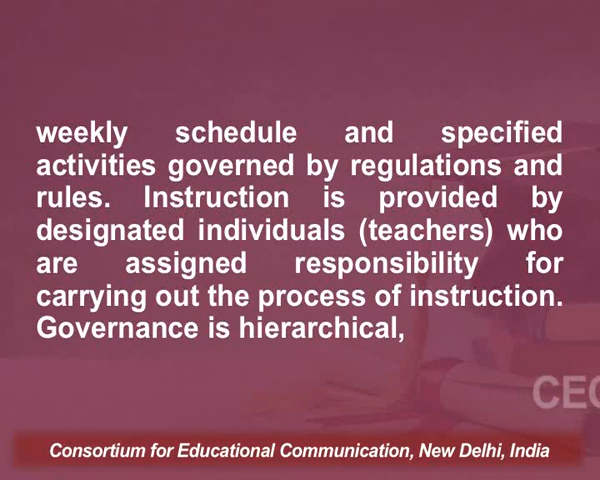 weekly schedule and specified
activities governed by regulations and
rules. Instruction is provided by
designated individuals (teachers) who
are assigned responsibility for
carrying out the process of instruction.
Governance is hierarchical,
CEC
Consortium for Educational Communication, New Delhi, India